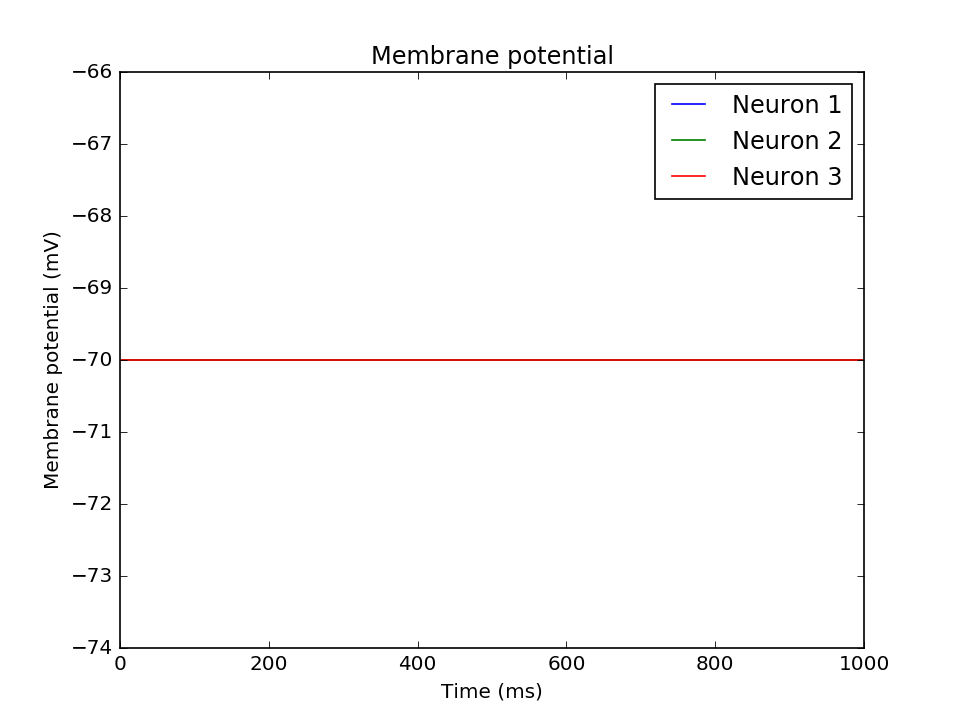 Membrane potential
Neuron 1
Neuron 2
Neuron 3
Membrane potential (mV)
−66
−67
−68
−69
−70
−71
−72
−73
−74
0 200 400 600 800 1000
Time (ms)